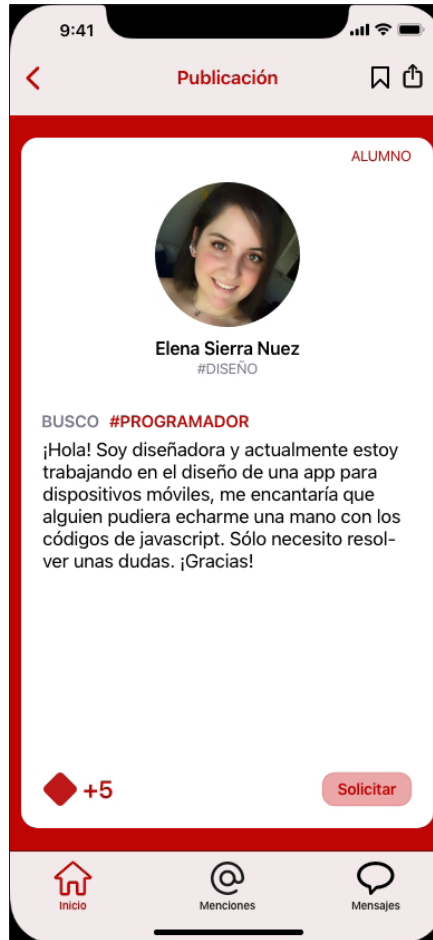 9:41
Publicación
ALUMNO
Elena Sierra Nuez
#DISEÑO
BUSCO #PROGRAMADOR
¡Hola! Soy diseñadora y actualmente estoy
trabajando en el diseño de una app para
dispositivos móviles, me encantaría que
alguien pudiera echarme una mano con los
códigos de javascript. Sólo necesito resol-
ver unas dudas. ¡Gracias!
+5
Solicitar
Inicio
Menciones
Mensajes